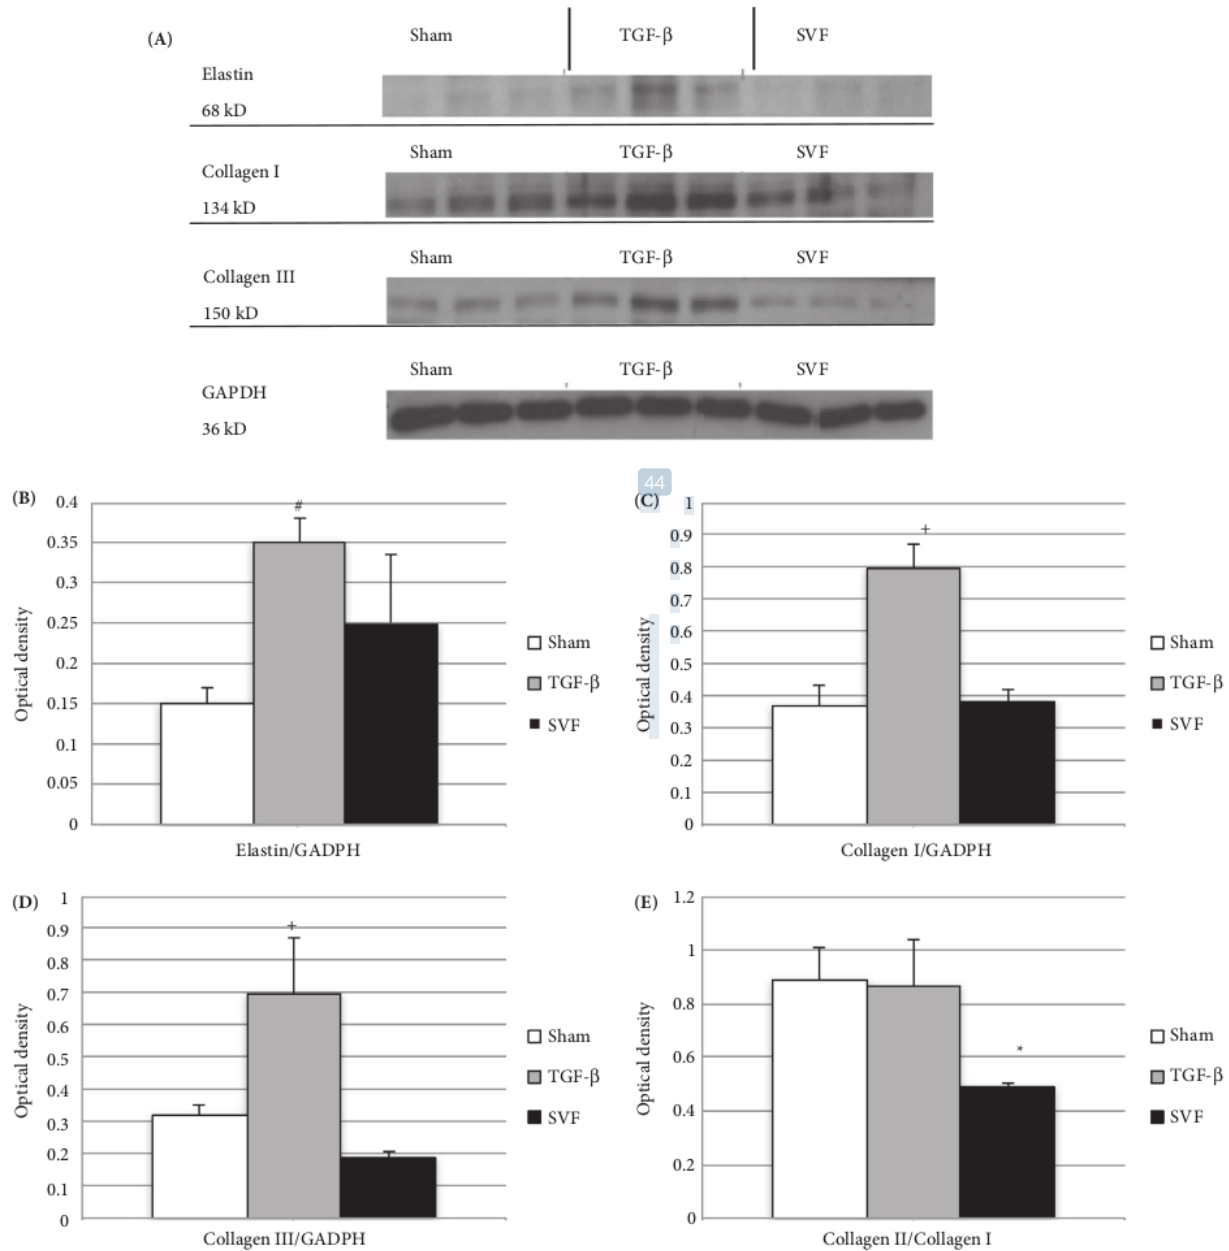 (A) Sham TGF-β SVF
Elastin
68 kD
Sham TGF-β SVF
Collagen I
134 kD
Sham TGF-β SVF
Collagen III
150 kD
Sham TGF-β SVF
GAPDH
36 kD
44
(B)
#
0.4
0.35
0.3
0.25
0.2
0.15
0.1
0.05
0
Optical density
Sham
TGF-β
SVF
Elastin/GADPH
(C)
+
1
0.9
0.8
0.7
0.6
0.5
0.4
0.3
0.2
0.1
0
Optical density
Sham
TGF-β
SVF
Collagen I/GADPH
(D)
+
1
0.9
0.8
0.7
0.6
0.5
0.4
0.3
0.2
0.1
0
Optical density
Sham
TGF-β
SVF
Collagen III/GADPH
(E)
*
1.2
1
0.8
0.6
0.4
0.2
0
Optical density
Sham
TGF-β
SVF
Collagen II/Collagen I